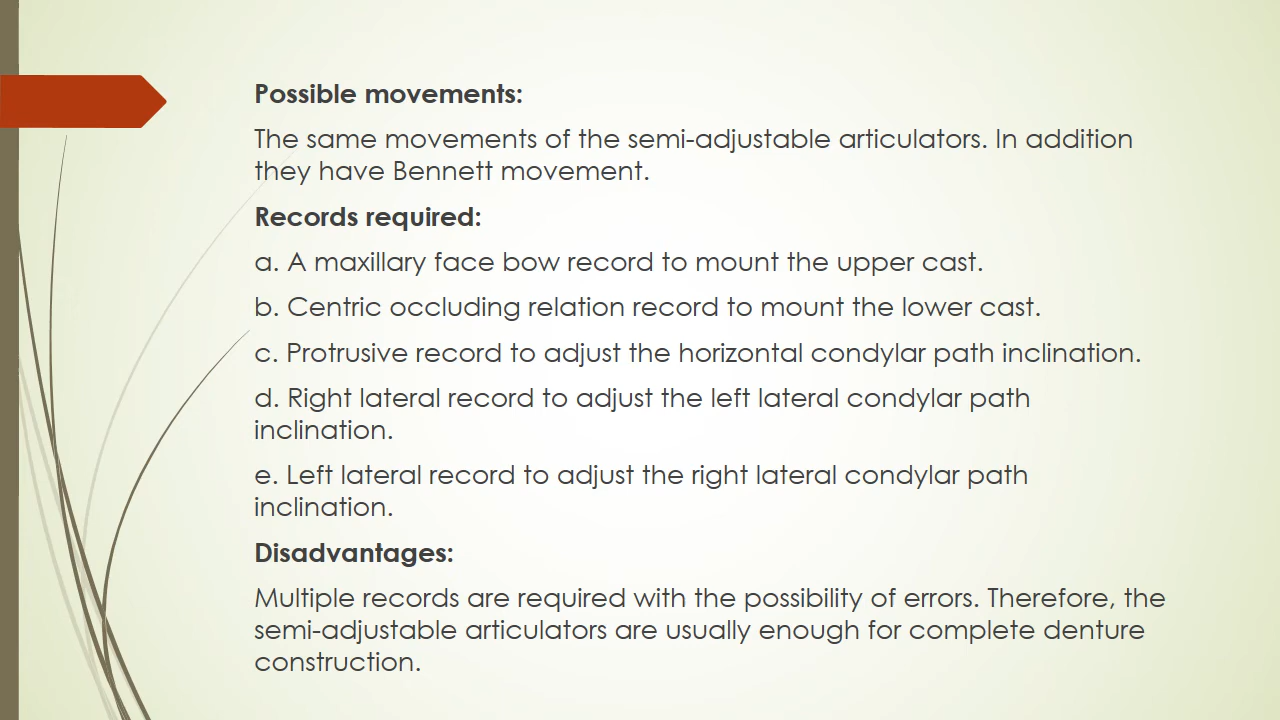 Possible movements:
The same movements of the semi-adjustable articulators. In addition
they have Bennett movement.
Records required:
a. A maxillary face bow record to mount the upper cast.
b. Centric occluding relation record to mount the lower cast.
c. Protrusive record to adjust the horizontal condylar path inclination.
d. Right lateral record to adjust the left lateral condylar path
inclination.
e. Left lateral record to adjust the right lateral condylar path
inclination.
Disadvantages:
Multiple records are required with the possibility of errors. Therefore, the
semi-adjustable articulators are usually enough for complete denture
construction.